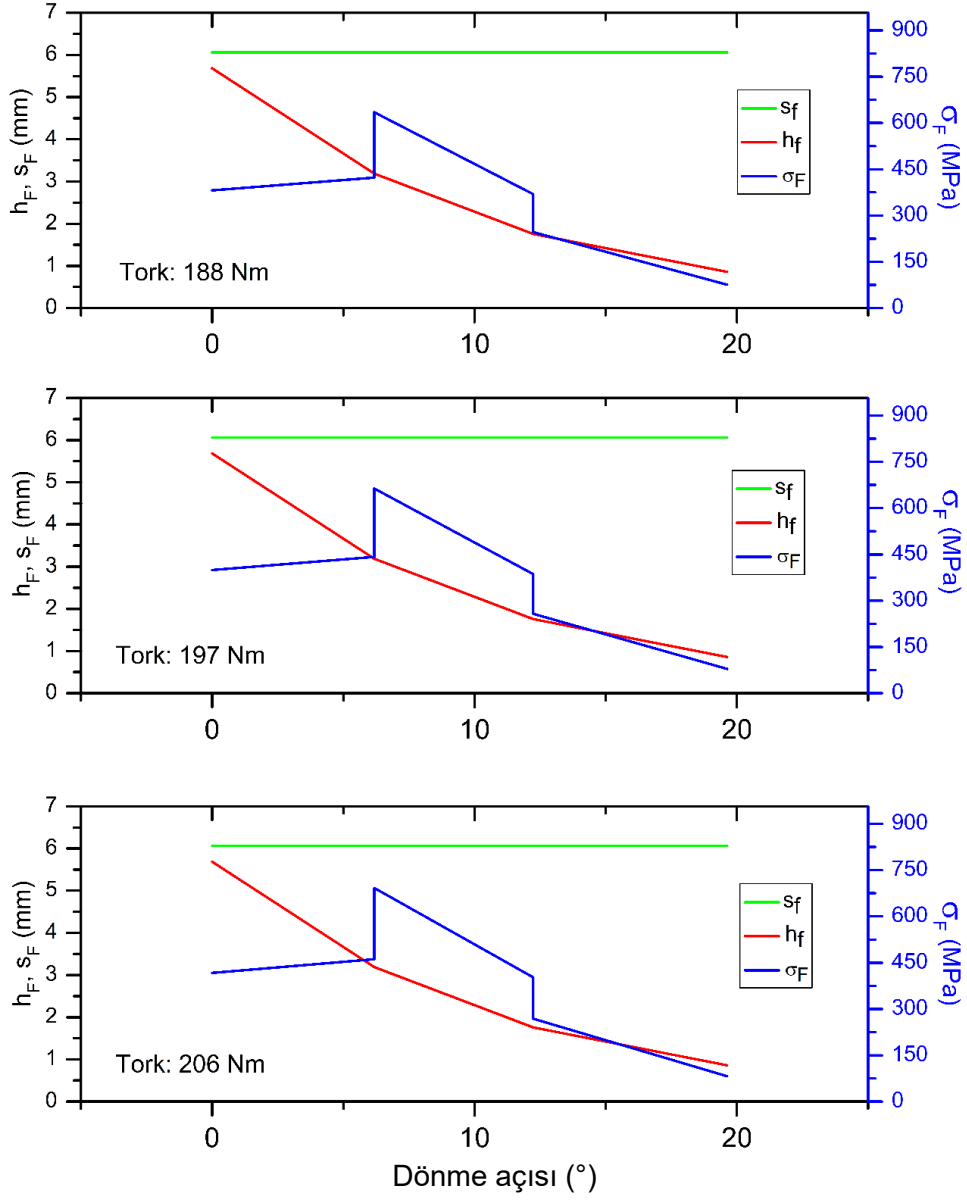 7
6
5
4
3
2
1
0
h_F, s_F (mm)
900
750
600
450
300
150
0
σ_F (MPa)
s_f
h_f
σ_F
Tork: 188 Nm
0
10
20
7
6
5
4
3
2
1
0
h_F, s_F (mm)
900
750
600
450
300
150
0
σ_F (MPa)
s_f
h_f
σ_F
Tork: 197 Nm
0
10
20
7
6
5
4
3
2
1
0
h_F, s_F (mm)
900
750
600
450
300
150
0
σ_F (MPa)
s_f
h_f
σ_F
Tork: 206 Nm
0
10
20
Dönme açısı (°)